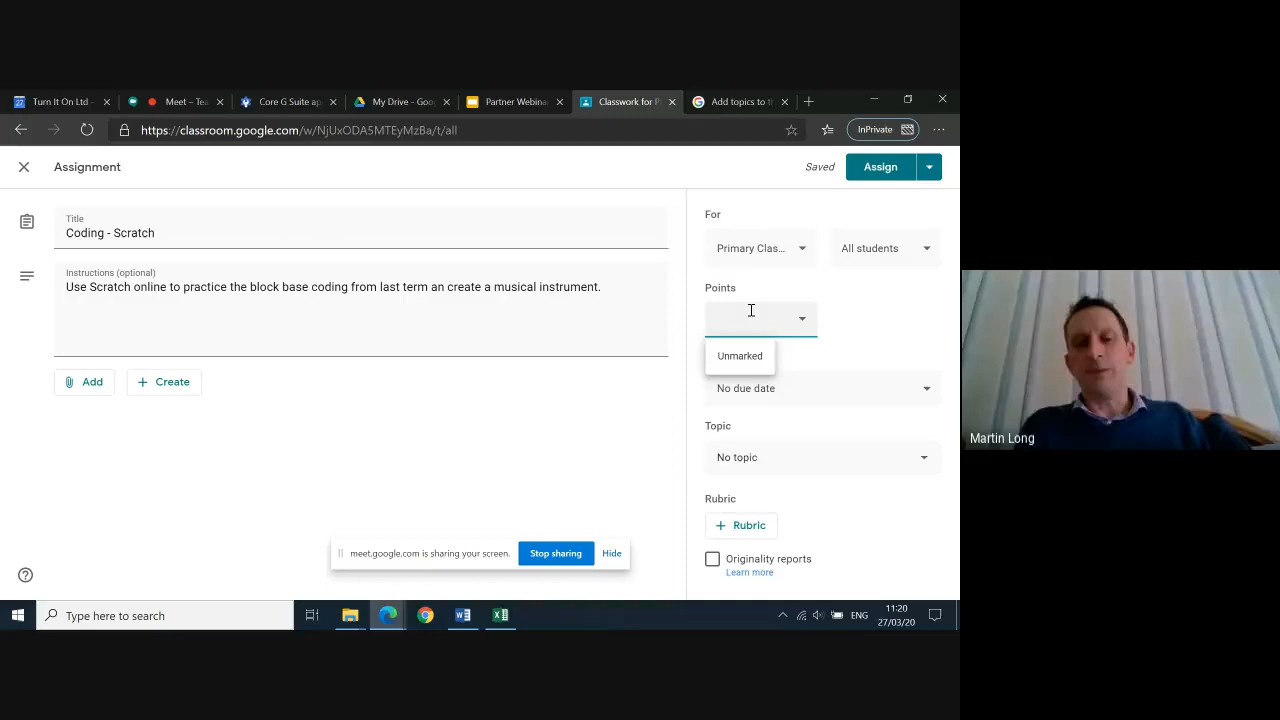 Turn It On Ltd -
Meet – Tea
Core G Suite ap
My Drive - Goo
Partner Webina
Classwork for P
Add topics to th
https://classroom.google.com/w/NjUxODA5MTEyMzBa/t/all
InPrivate
Assignment
Saved
Assign
Title
Coding - Scratch
Instructions (optional)
Use Scratch online to practice the block base coding from last term an create a musical instrument.
Add
Create
For
Primary Clas...
All students
Points
Unmarked
No due date
Topic
No topic
Rubric
Rubric
Originality reports
Learn more
meet.google.com is sharing your screen.
Stop sharing
Hide
Type here to search
ENG
11:20
27/03/20
Martin Long